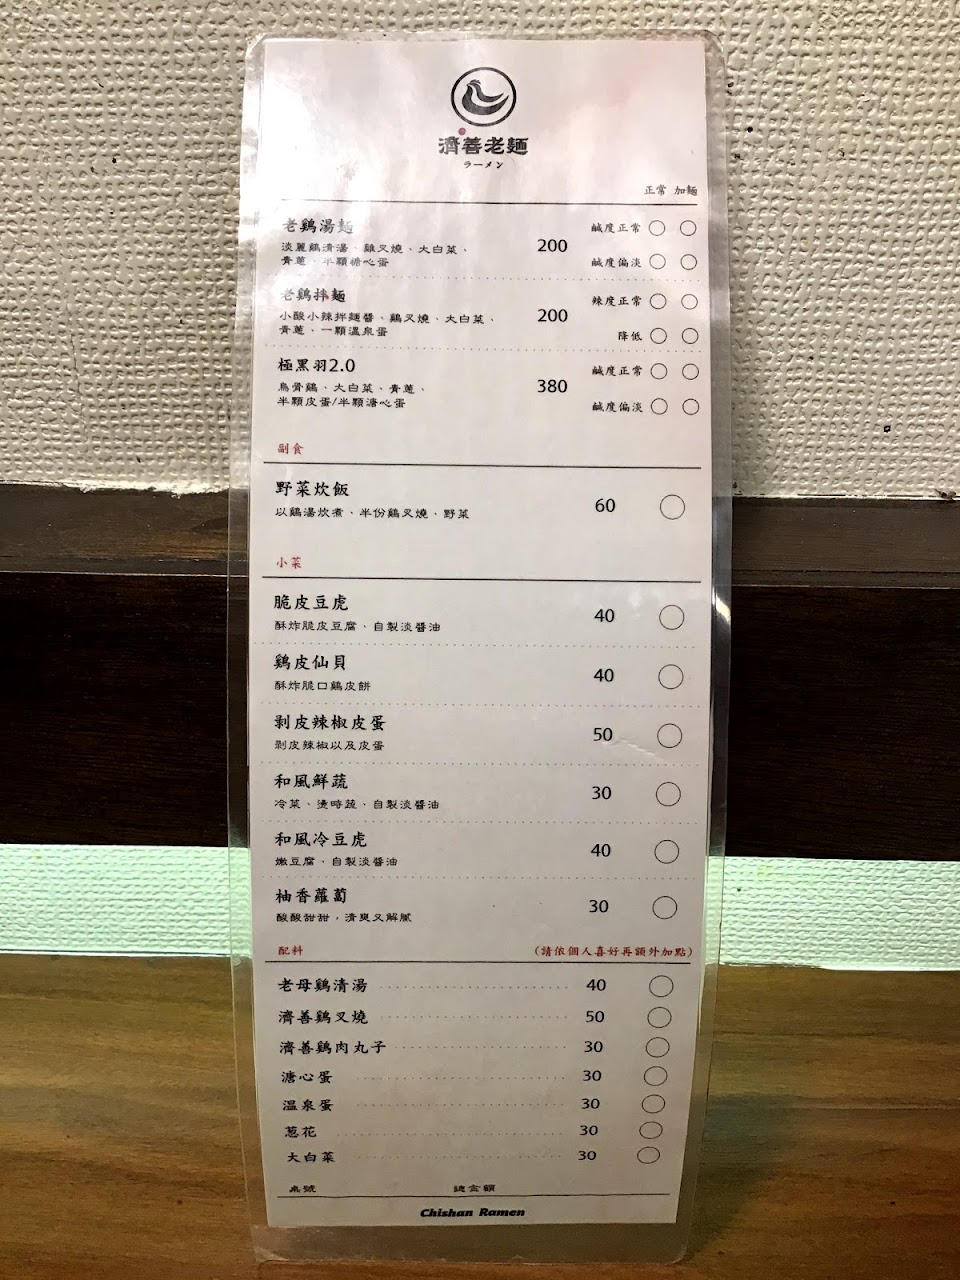 濟善老麵
ラーメン
正常 加麵
老鷄湯麵
淡麗鷄清湯、雞叉燒、大白菜、
青蔥、半顆糖心蛋
200
鹹度正常
鹹度偏淡
老鷄拌麵
小酸小辣拌麵醬、鷄叉燒、大白菜、
青蔥、一顆溫泉蛋
200
辣度正常
降低
極黑羽2.0
烏骨鷄、大白菜、青蔥、
半顆皮蛋/半顆溏心蛋
380
鹹度正常
鹹度偏淡
副食
野菜炊飯
以鷄湯炊煮、半份鷄叉燒、野菜
60
小菜
脆皮豆虎
酥炸脆皮豆腐、自製淡醬油
40
鷄皮仙貝
酥炸脆口鷄皮餅
40
剝皮辣椒皮蛋
剝皮辣椒以及皮蛋
50
和風鮮蔬
冷菜、燙時蔬、自製淡醬油
30
和風冷豆虎
嫩豆腐、自製淡醬油
40
柚香蘿蔔
酸酸甜甜，清爽又解膩
30
配料 (請依個人喜好再額外加點)
老母鷄清湯 40
濟善鷄叉燒 50
濟善鷄肉丸子 30
溏心蛋 30
溫泉蛋 30
蔥花 30
大白菜 30
桌號 總金額
Chishan Ramen